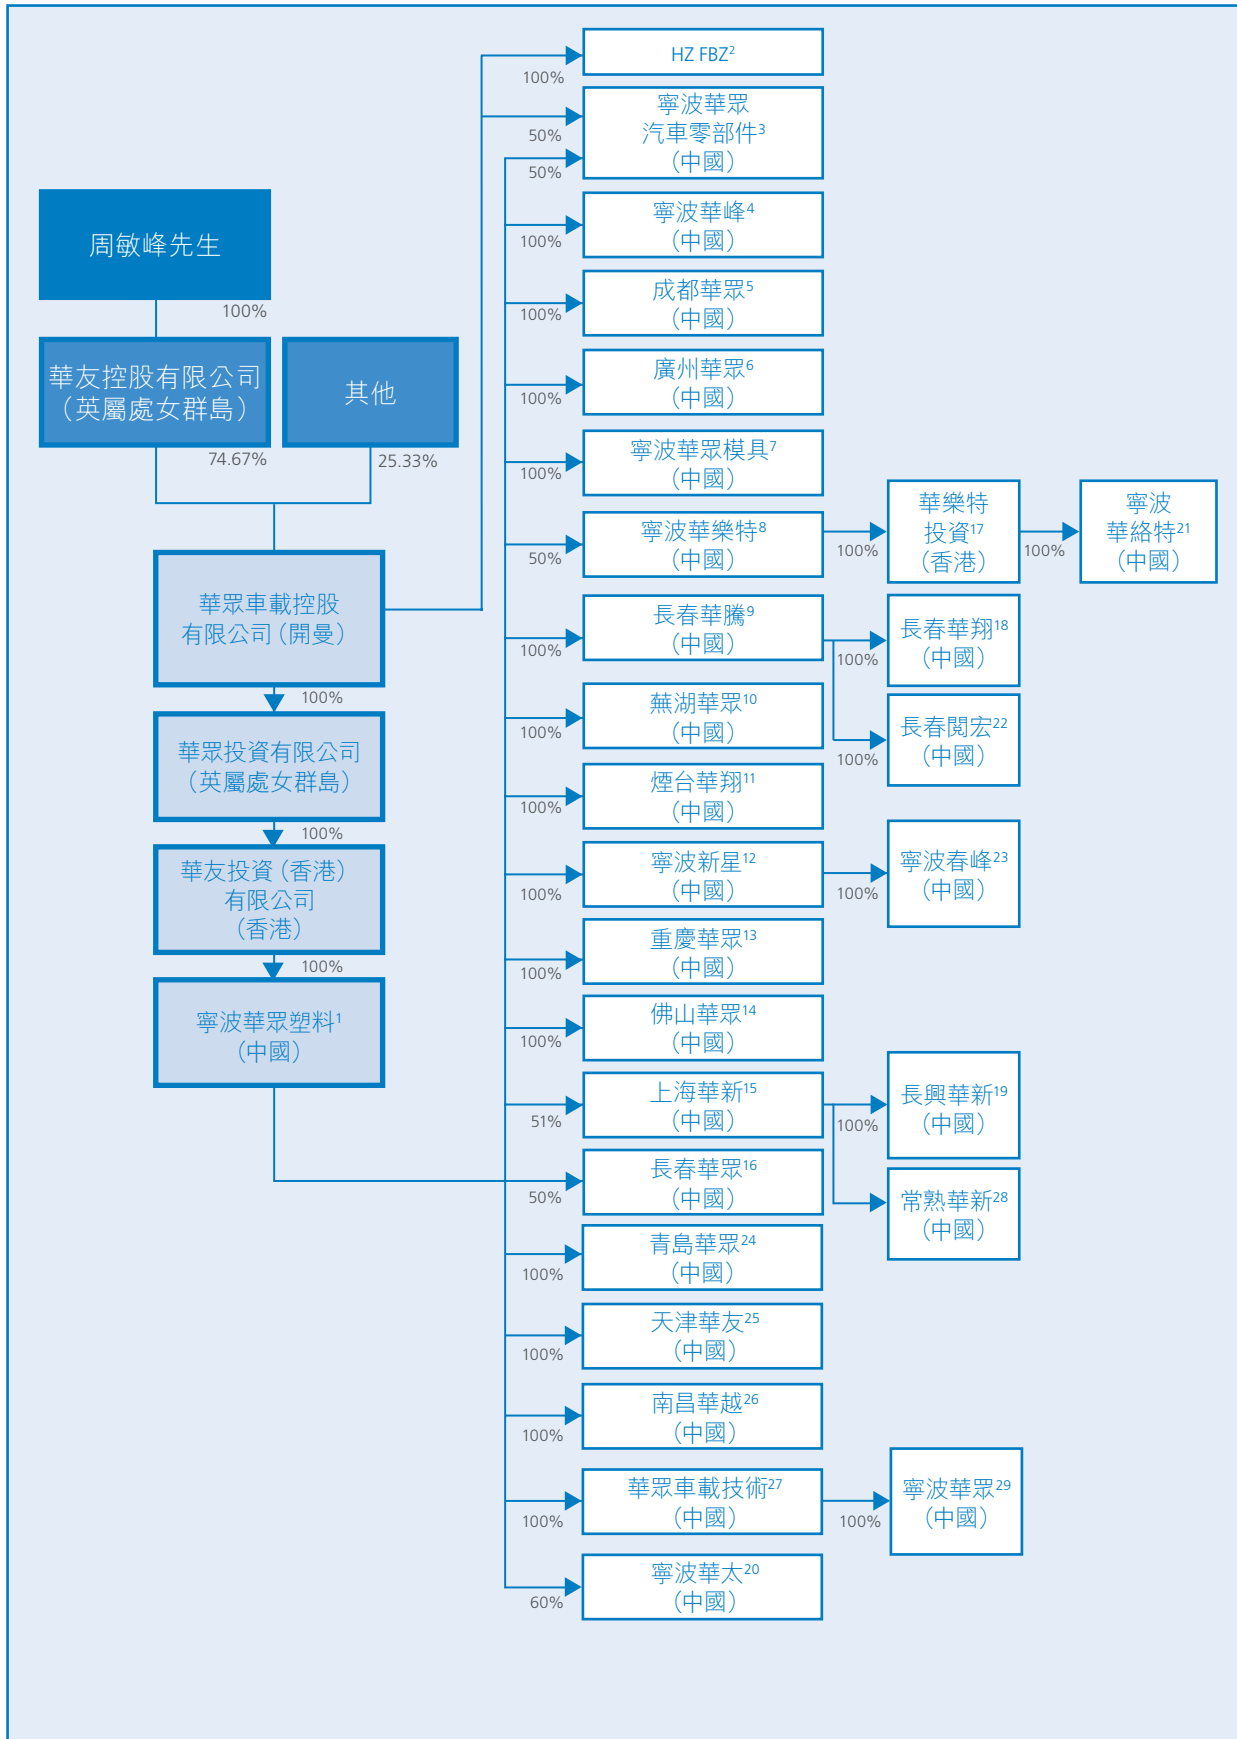 周敏峰先生
100%
華友控股有限公司
（英屬處女群島）
其他
74.67%
25.33%
華眾車載控股
有限公司（開曼）
100%
華眾投資有限公司
（英屬處女群島）
100%
華友投資（香港）
有限公司
（香港）
100%
寧波華眾塑料1
（中國）
HZ FBZ2
100%
寧波華眾
汽車零部件3
（中國）
50%
50%
寧波華峰4
（中國）
100%
成都華眾5
（中國）
100%
廣州華眾6
（中國）
100%
寧波華眾模具7
（中國）
100%
寧波華樂特8
（中國）
50%
100%
華樂特
投資17
（香港）
100%
寧波
華絡特21
（中國）
長春華騰9
（中國）
100%
100%
長春華翔18
（中國）
100%
長春閲宏22
（中國）
蕪湖華眾10
（中國）
100%
煙台華翔11
（中國）
100%
寧波新星12
（中國）
100%
100%
寧波春峰23
（中國）
重慶華眾13
（中國）
100%
佛山華眾14
（中國）
100%
上海華新15
（中國）
51%
100%
長興華新19
（中國）
常熟華新28
（中國）
長春華眾16
（中國）
50%
青島華眾24
（中國）
100%
天津華友25
（中國）
100%
南昌華越26
（中國）
100%
華眾車載技術27
（中國）
100%
100%
寧波華眾29
（中國）
寧波華太20
（中國）
60%